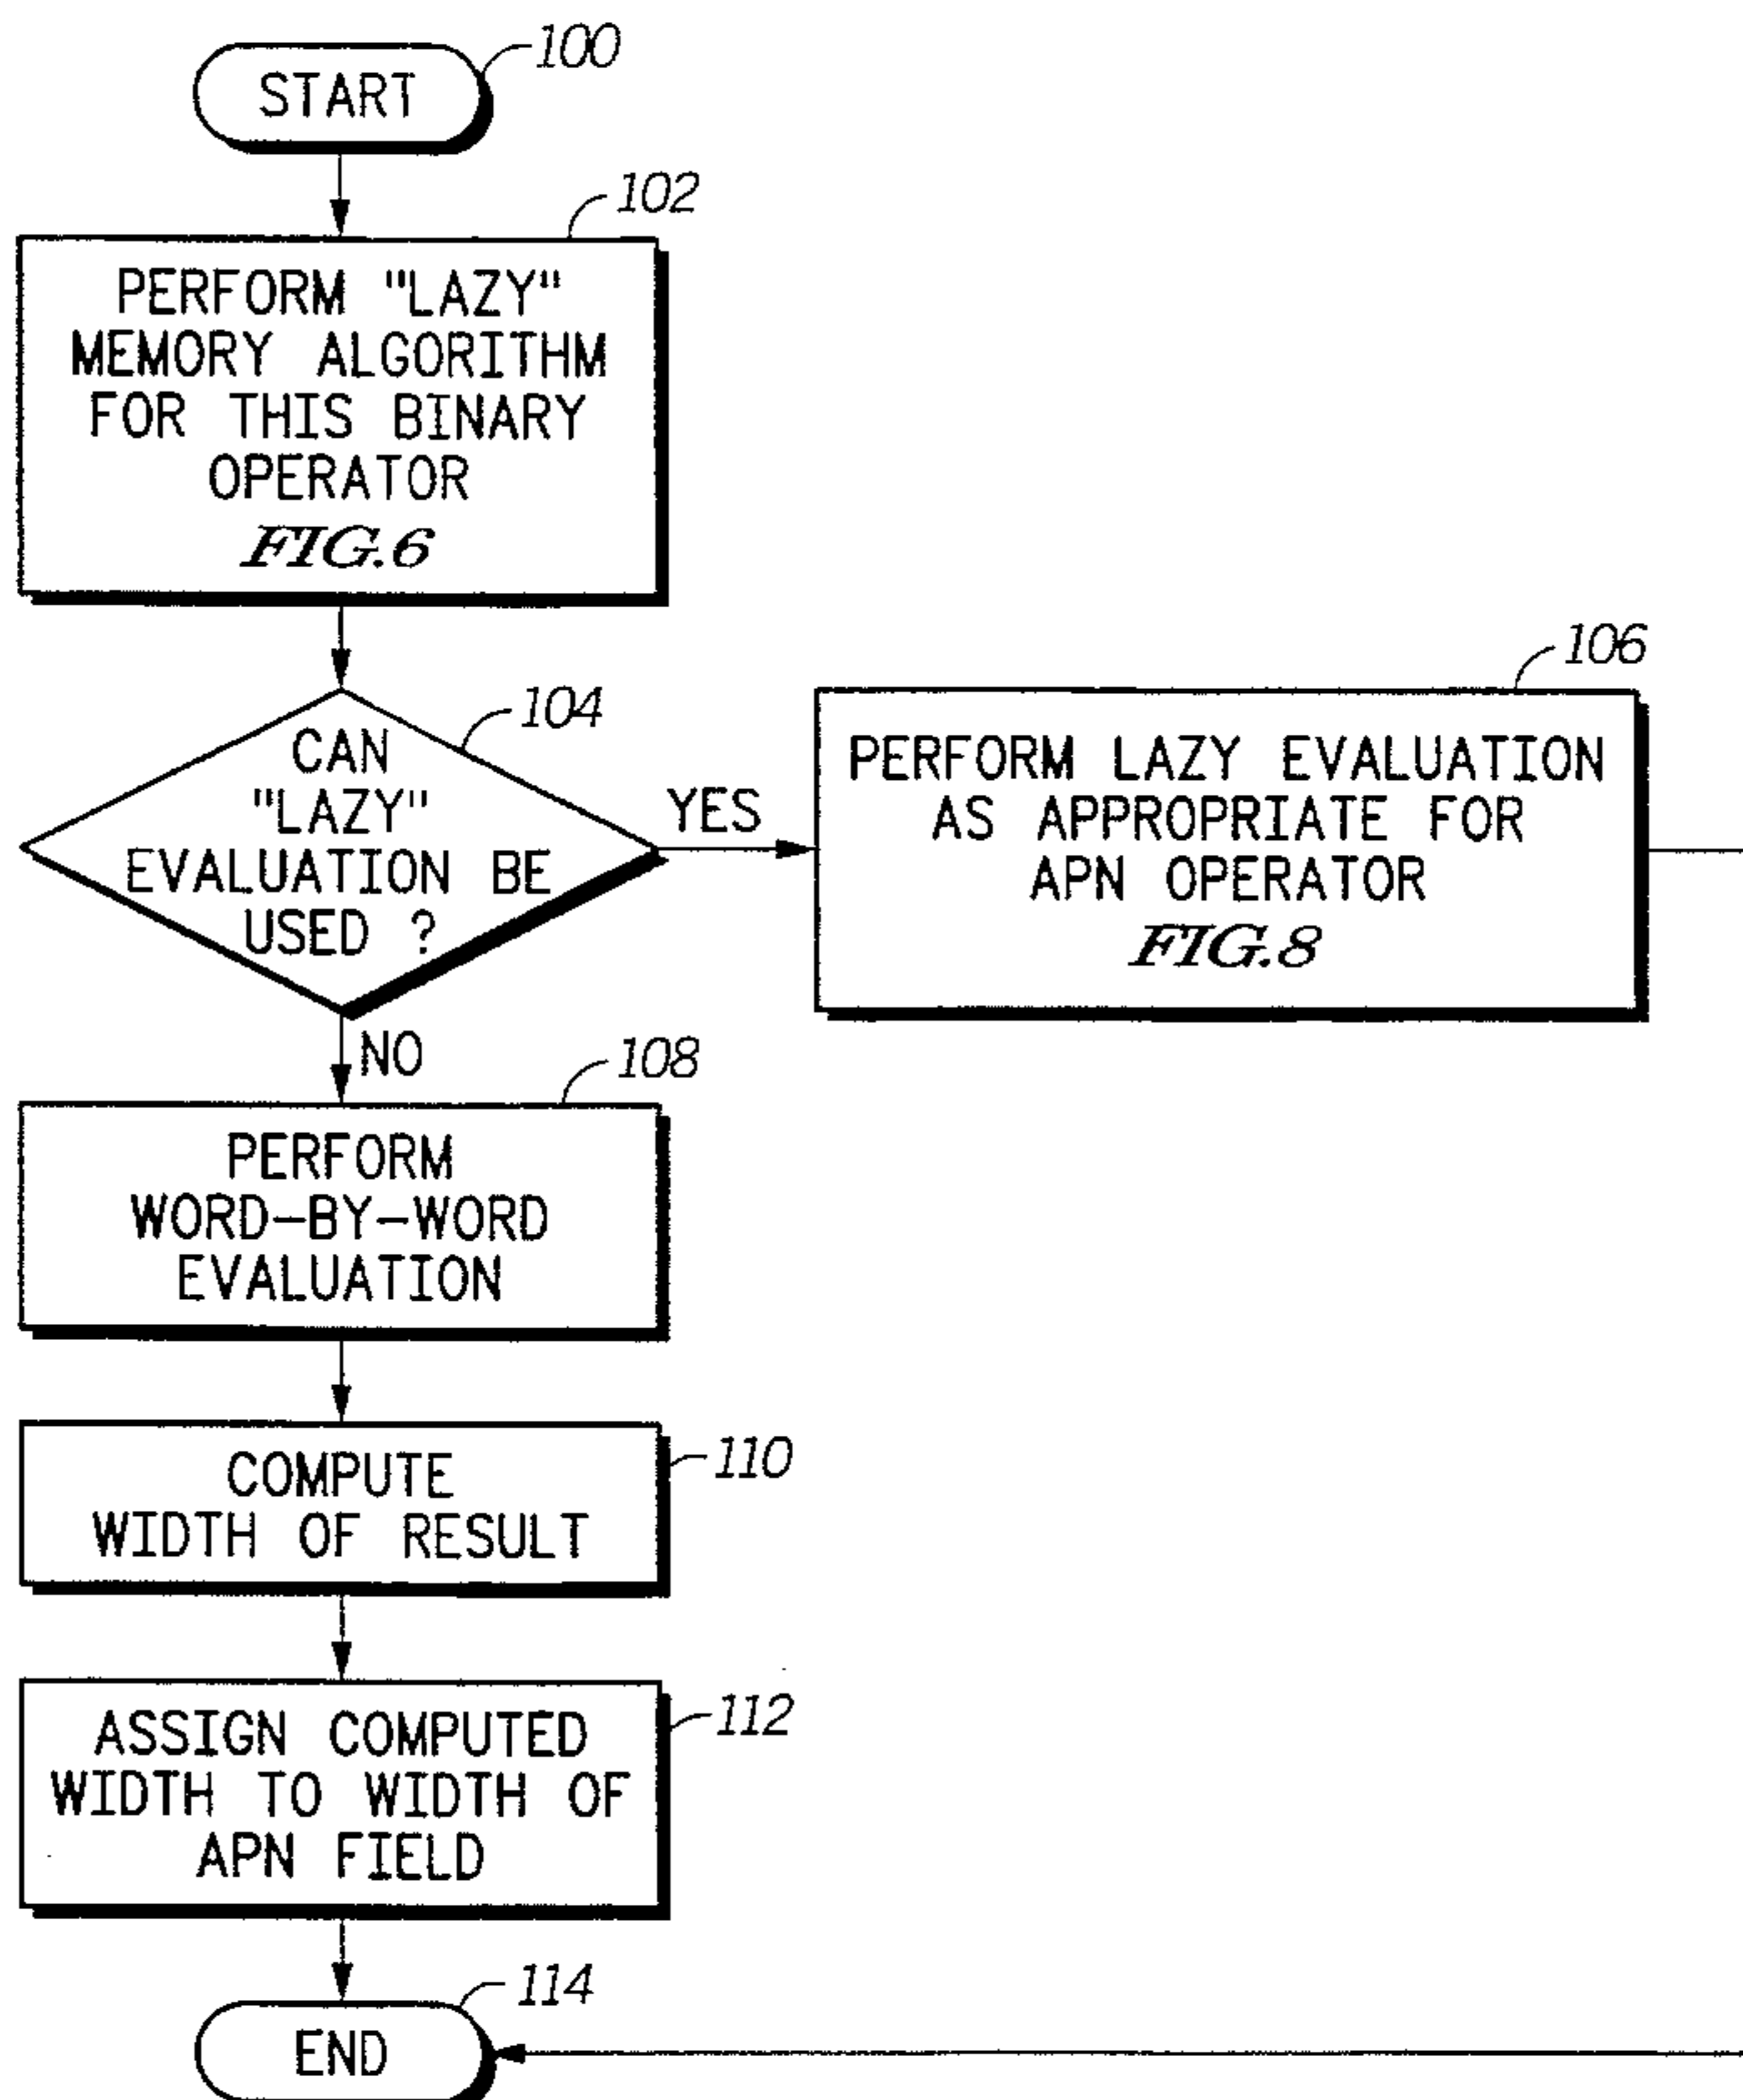 100
START
102
PERFORM "LAZY"
MEMORY ALGORITHM
FOR THIS BINARY
OPERATOR
FIG.6
104
CAN
"LAZY"
EVALUATION BE
USED ?
YES
106
PERFORM LAZY EVALUATION
AS APPROPRIATE FOR
APN OPERATOR
FIG.8
NO
108
PERFORM
WORD-BY-WORD
EVALUATION
110
COMPUTE
WIDTH OF RESULT
112
ASSIGN COMPUTED
WIDTH TO WIDTH OF
APN FIELD
114
END